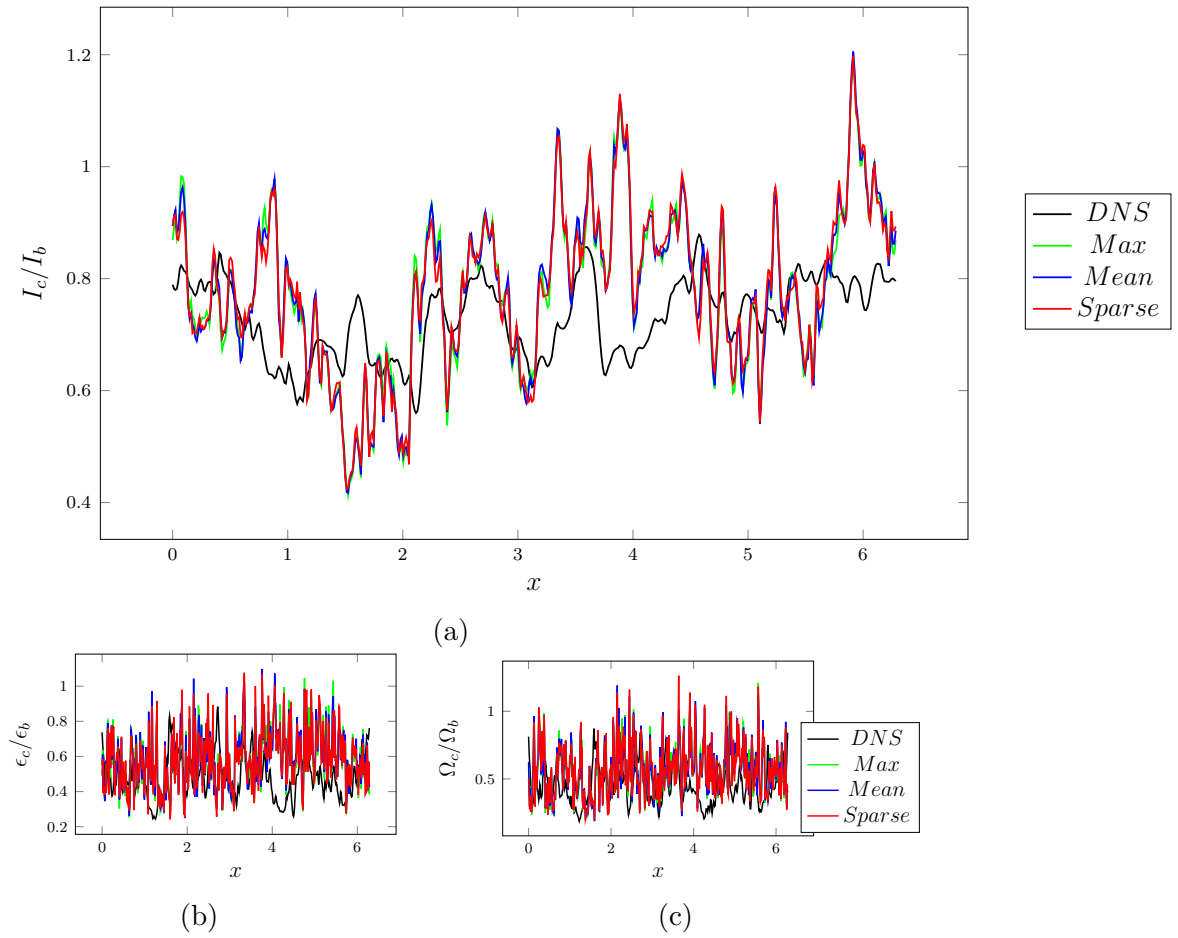 1.2
1
0.8
0.6
0.4
I_c/I_b
0 1 2 3 4 5 6
x
DNS
Max
Mean
Sparse
(a)
1
0.8
0.6
0.4
0.2
ϵ_c/ϵ_b
0 2 4 6
x
(b)
1
0.5
Ω_c/Ω_b
0 2 4 6
x
DNS
Max
Mean
Sparse
(c)